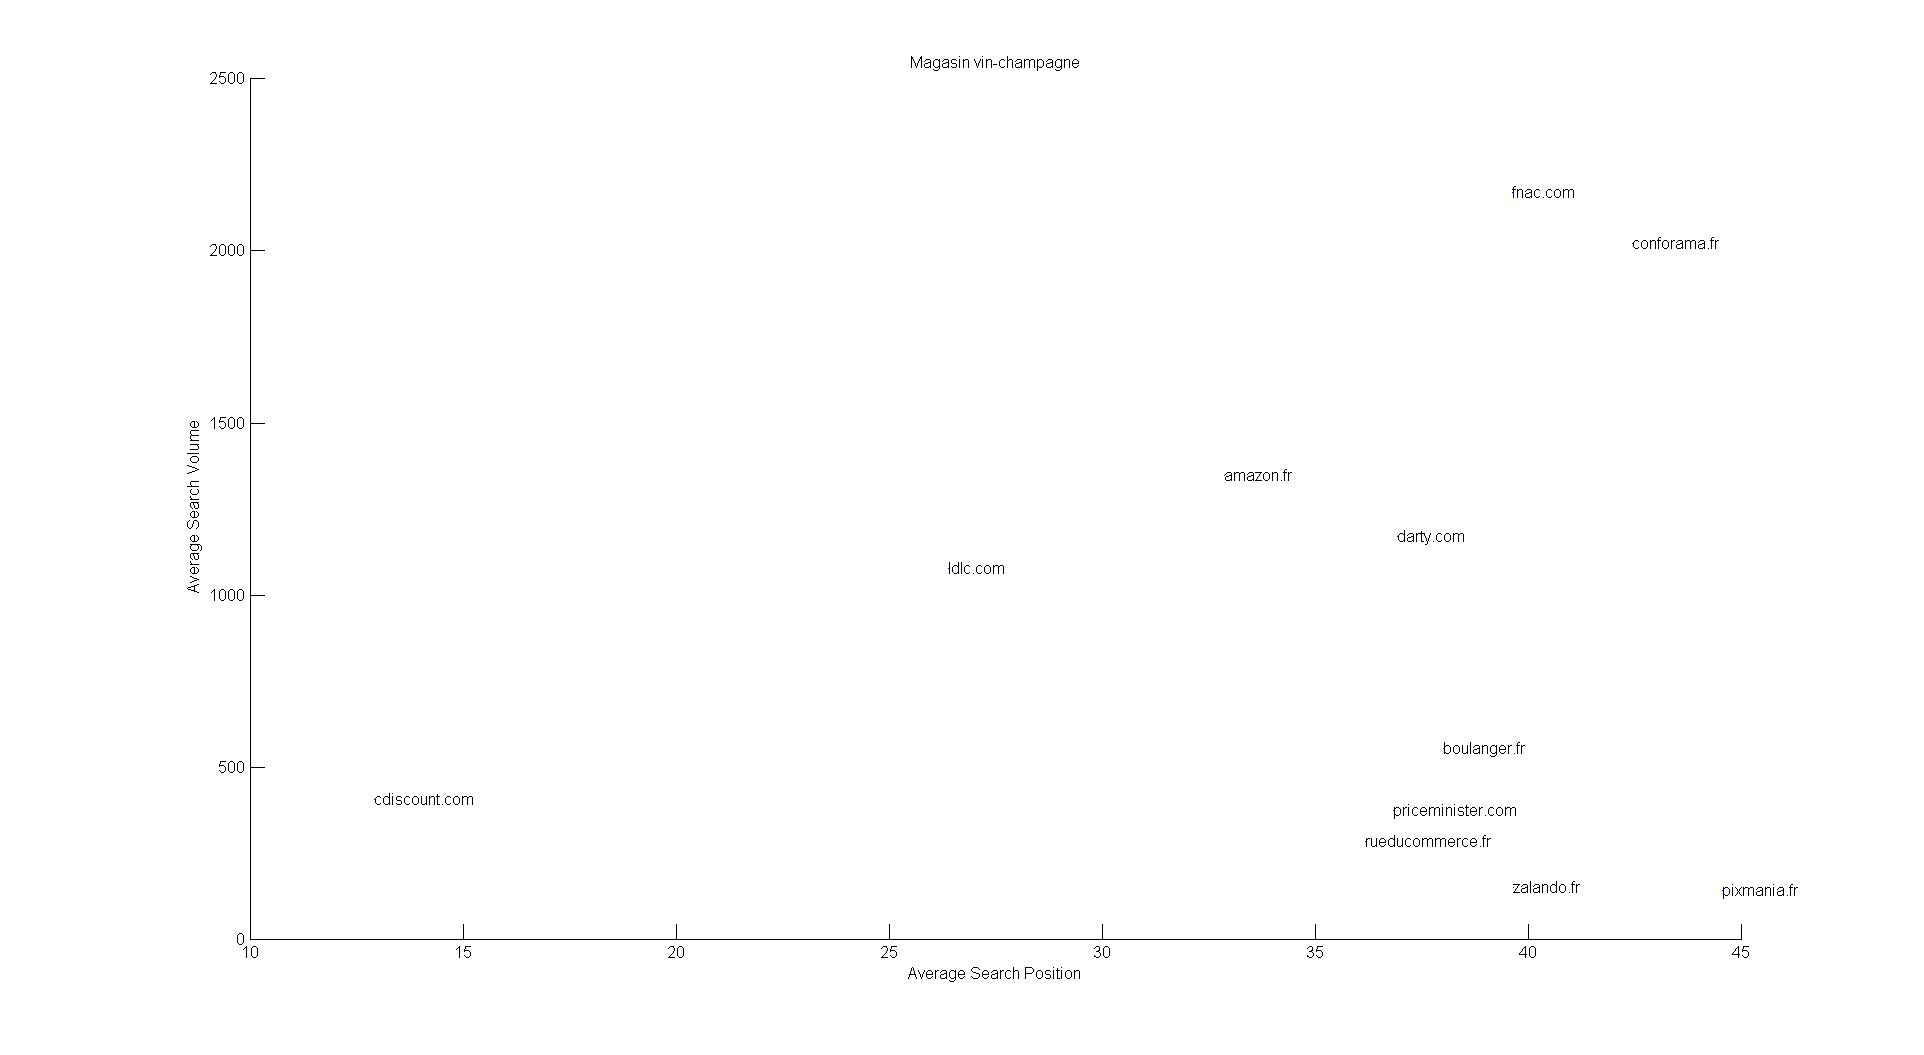 Magasin vin-champagne
2500
fnac.com
conforama.fr
2000
1500
amazon.fr
darty.com
ldlc.com
1000
Average Search Volume
boulanger.fr
500
cdiscount.com
priceminister.com
rueducommerce.fr
zalando.fr
pixmania.fr
0
10 15 20 25 30 35 40 45
Average Search Position